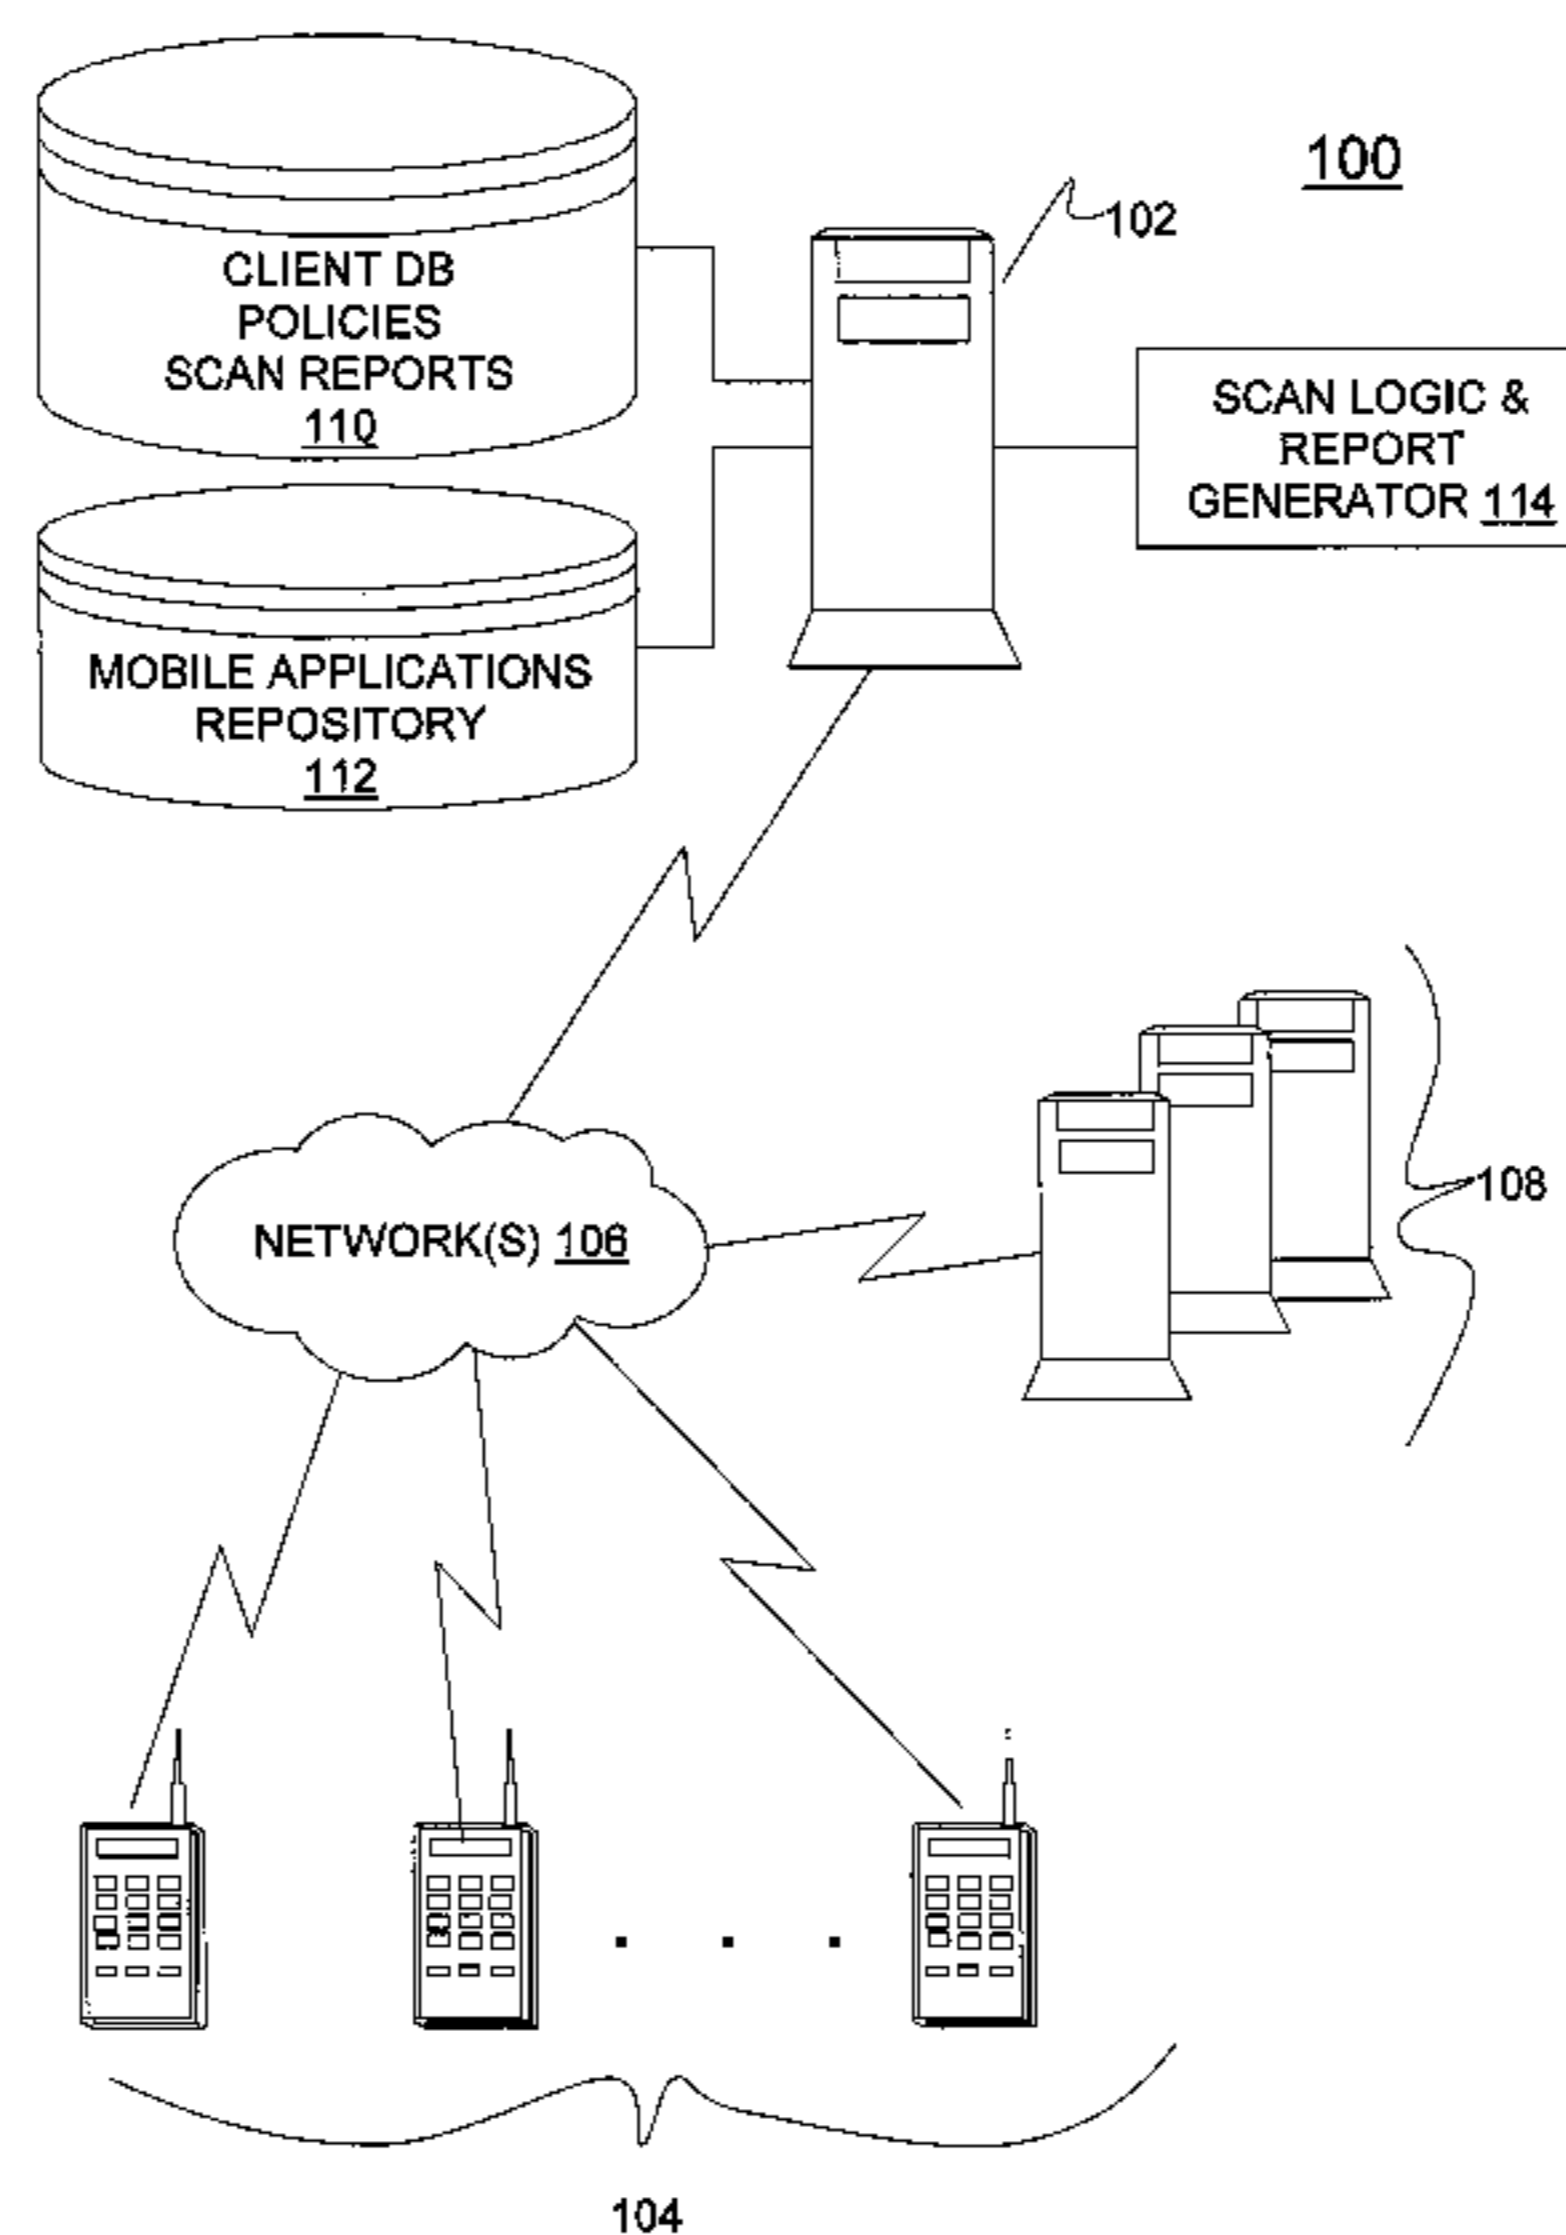 100
102
CLIENT DB
POLICIES
SCAN REPORTS
110
SCAN LOGIC &
REPORT
GENERATOR 114
MOBILE APPLICATIONS
REPOSITORY
112
108
NETWORK(S) 106
104